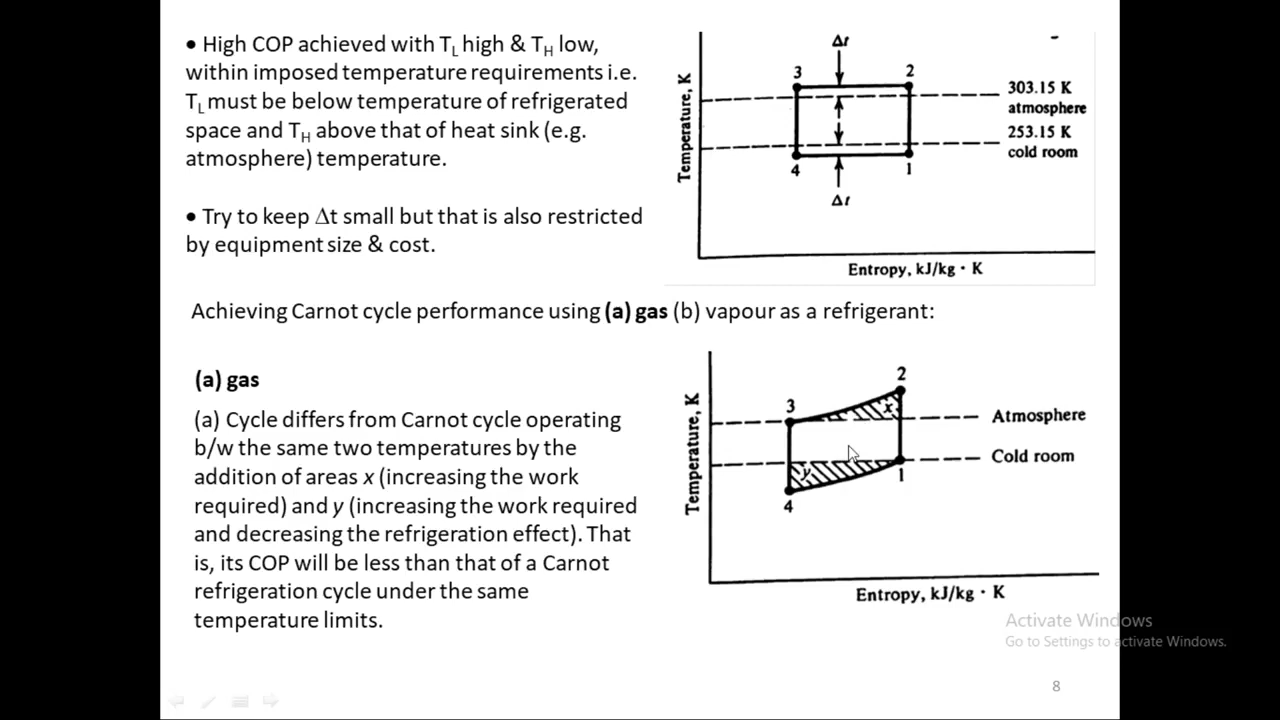 • High COP achieved with TL high & TH low,
within imposed temperature requirements i.e.
TL must be below temperature of refrigerated
space and TH above that of heat sink (e.g.
atmosphere) temperature.
• Try to keep Δt small but that is also restricted
by equipment size & cost.
Temperature, K
Δt
3
2
303.15 K
atmosphere
253.15 K
cold room
4
1
Δt
Entropy, kJ/kg · K
Achieving Carnot cycle performance using (a) gas (b) vapour as a refrigerant:
(a) gas
(a) Cycle differs from Carnot cycle operating
b/w the same two temperatures by the
addition of areas x (increasing the work
required) and y (increasing the work required
and decreasing the refrigeration effect). That
is, its COP will be less than that of a Carnot
refrigeration cycle under the same
temperature limits.
Temperature, K
2
3
x
Atmosphere
y
Cold room
1
4
Entropy, kJ/kg · K
Activate Windows
Go to Settings to activate Windows.
8